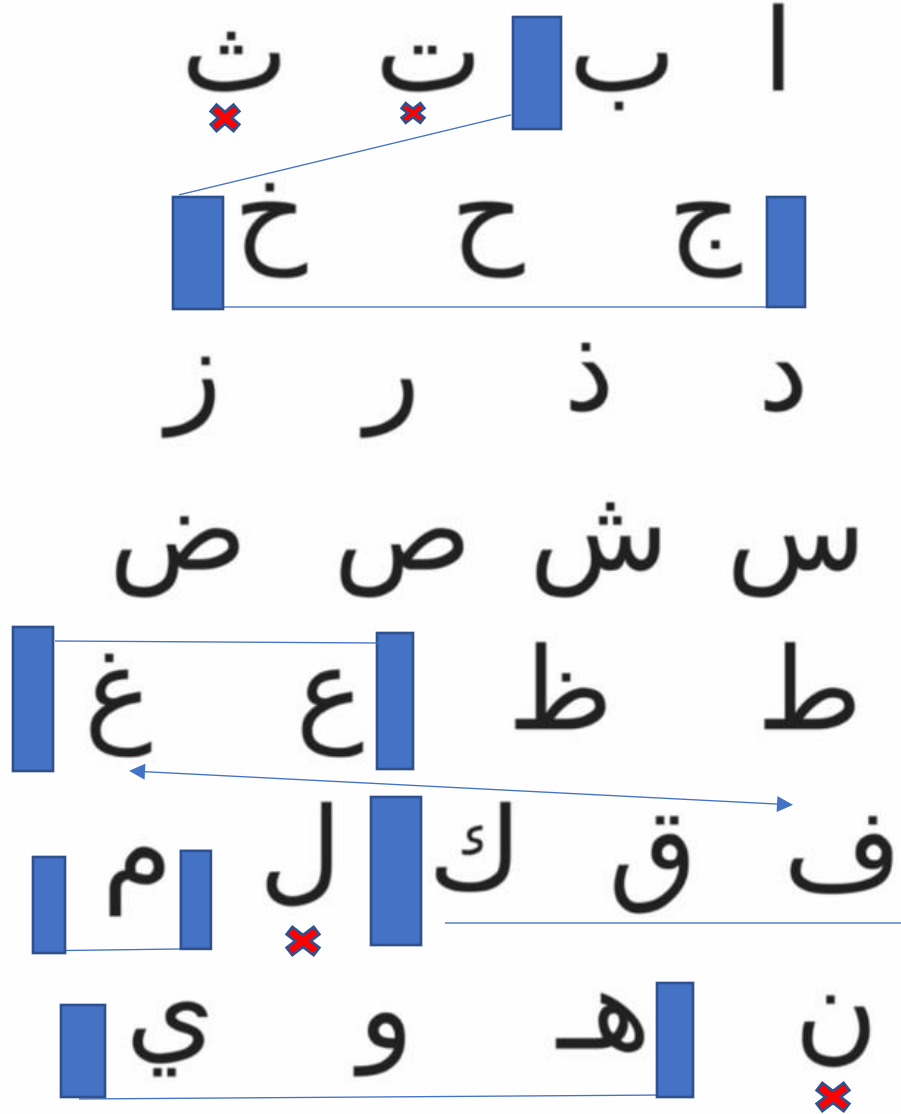 ا ب ت ث
ج ح خ
د ذ ر ز
س ش ص ض
ط ظ ع غ
ف ق ك ل م
ن هـ و ي